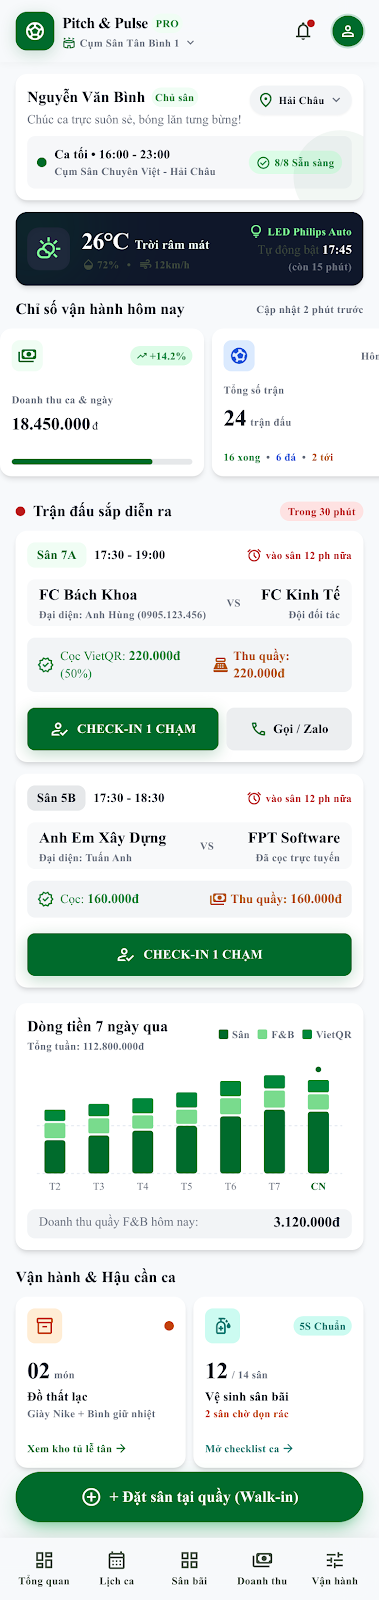 Pitch & Pulse PRO
Cụm Sân Tân Bình 1
Nguyễn Văn Bình Chủ sân
Hải Châu
Chúc ca trực suôn sẻ, bóng lăn tưng bừng!
Ca tối • 16:00 - 23:00
Cụm Sân Chuyên Việt - Hải Châu
8/8 Sẵn sàng
26°C Trời râm mát
72% • 12km/h
LED Philips Auto
Tự động bật 17:45
(còn 15 phút)
Chỉ số vận hành hôm nay
Cập nhật 2 phút trước
+14.2%
Doanh thu ca & ngày
18.450.000đ
Hôn
Tổng số trận
24 trận đấu
16 xong • 6 đá • 2 tới
Trận đấu sắp diễn ra
Trong 30 phút
Sân 7A 17:30 - 19:00
vào sân 12 ph nữa
FC Bách Khoa
Đại diện: Anh Hùng (0905.123.456)
VS
FC Kinh Tế
Đội đối tác
Cọc VietQR: 220.000đ
(50%)
Thu quầy:
220.000đ
CHECK-IN 1 CHẠM
Gọi / Zalo
Sân 5B 17:30 - 18:30
vào sân 12 ph nữa
Anh Em Xây Dựng
Đại diện: Tuấn Anh
VS
FPT Software
Đã cọc trực tuyến
Cọc: 160.000đ
Thu quầy: 160.000đ
CHECK-IN 1 CHẠM
Dòng tiền 7 ngày qua
Tổng tuần: 112.800.000đ
Sân F&B VietQR
T2 T3 T4 T5 T6 T7 CN
Doanh thu quầy F&B hôm nay: 3.120.000đ
Vận hành & Hậu cần ca
02 món
Đồ thất lạc
Giày Nike + Bình giữ nhiệt
Xem kho tủ lễ tân →
5S Chuẩn
12 / 14 sân
Vệ sinh sân bãi
2 sân chờ dọn rác
Mở checklist ca →
+ Đặt sân tại quầy (Walk-in)
Tổng quan Lịch ca Sân bãi Doanh thu Vận hành